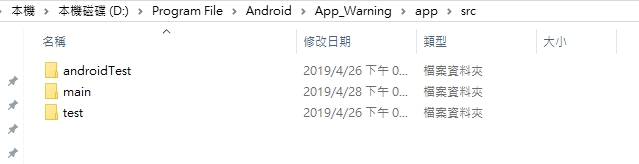 本機 > 本機磁碟 (D:) > Program File > Android > App_Warning > app > src
名稱 修改日期 類型 大小
androidTest 2019/4/26 下午 0... 檔案資料夾
main 2019/4/28 下午 0... 檔案資料夾
test 2019/4/26 下午 0... 檔案資料夾